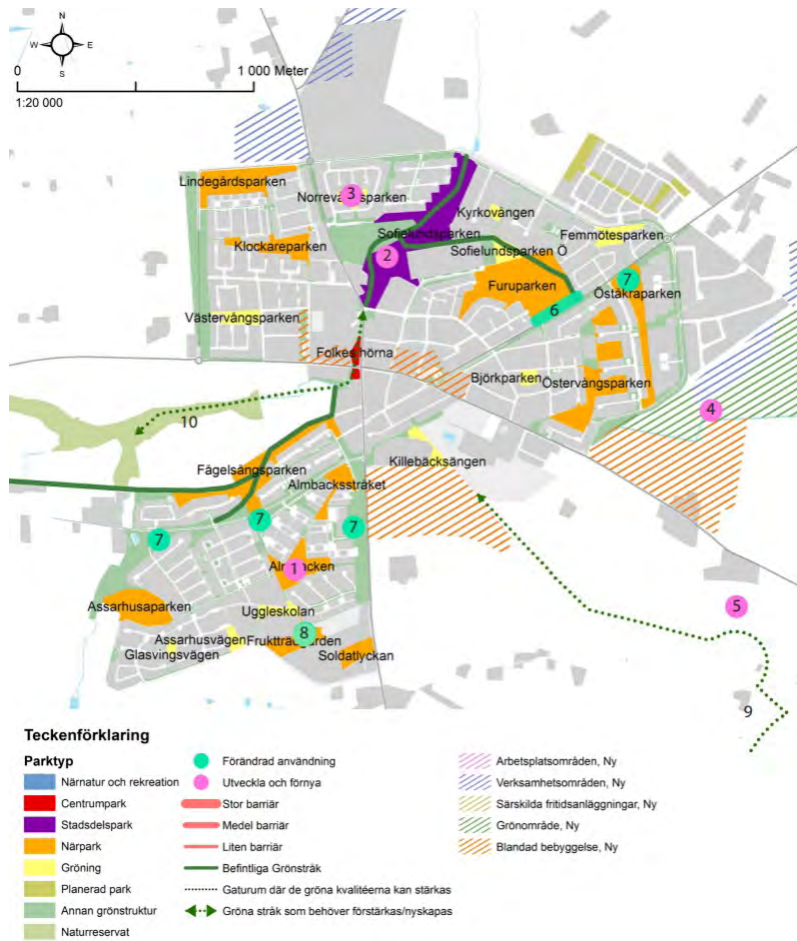 N
W E
S
0 1 000 Meter
1:20 000
Lindegårdsparken
3
Norrevångsparken
Kyrkovången
Klockareparken
Sofielundsparken
2
Sofielundsparken Ö
Femmötesparken
7
Furuparken
Öståkraparken
6
Västervångsparken
Folkes hörna
Björkparken
Östervångsparken
4
10
Killebäcksängen
Fågelsångsparken
Almbacksstråket
7
7
7
1
Almbacken
5
Assarhusaparken
Uggleskolan
8
Assarhusvägen
Fruktträdgården
Glasvingsvägen
Soldatlyckan
9
Teckenförklaring
Parktyp
Närnatur och rekreation
Centrumpark
Stadsdelspark
Närpark
Gröning
Planerad park
Annan grönstruktur
Naturreservat
Förändrad användning
Utveckla och förnya
Stor barriär
Medel barriär
Liten barriär
Befintliga Grönstråk
Gaturum där de gröna kvalitéerna kan stärkas
Gröna stråk som behöver förstärkas/nyskapas
Arbetsplatsområden, Ny
Verksamhetsområden, Ny
Särskilda fritidsanläggningar, Ny
Grönområde, Ny
Blandad bebyggelse, Ny